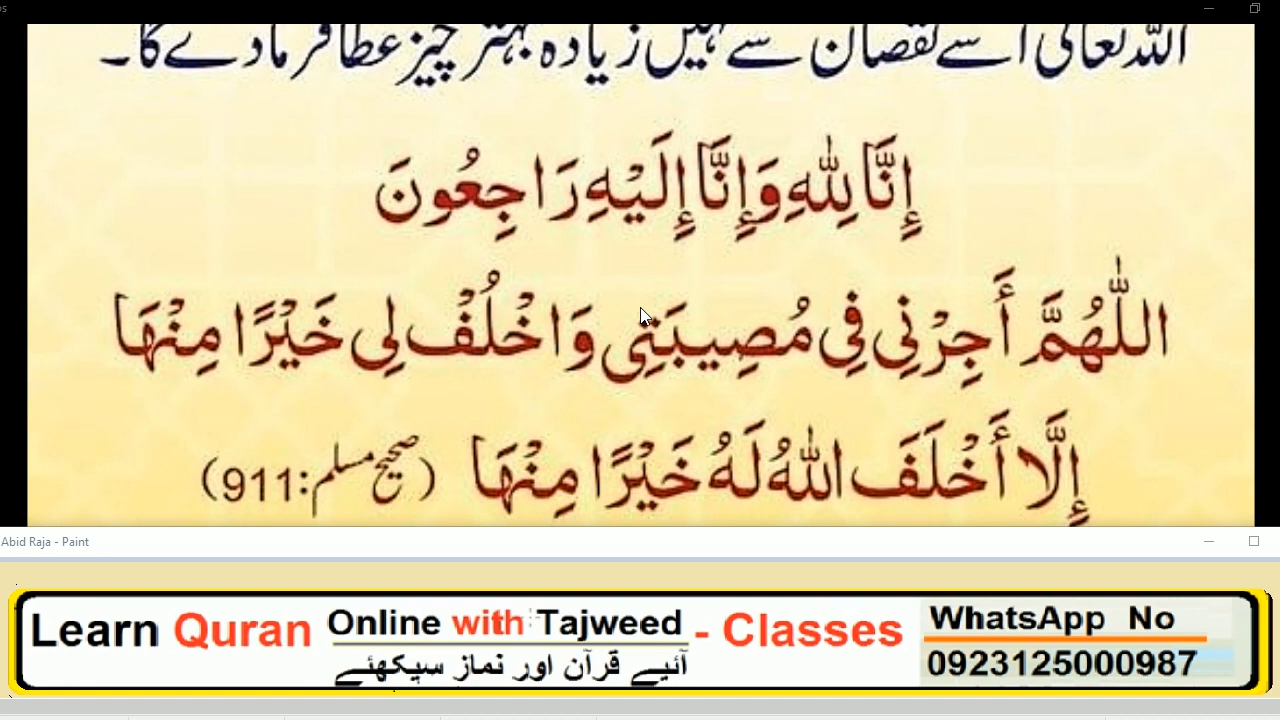 اللہ تعالیٰ اسے نقصان سے کہیں زیادہ بہتر چیز عطا فرما دے گا۔
إِنَّا لِلّٰهِ وَإِنَّا إِلَيْهِ رَاجِعُونَ
اللّٰهُمَّ أَجِرْنِي فِي مُصِيبَتِي وَاخْلُفْ لِي خَيْرًا مِنْهَا
إِلَّا أَخْلَفَ اللّٰهُ لَهُ خَيْرًا مِنْهَا (صحیح مسلم:911)
Abid Raja - Paint
Learn Quran Online with Tajweed - Classes
آئیے قرآن اور نماز سیکھئے
WhatsApp No
0923125000987